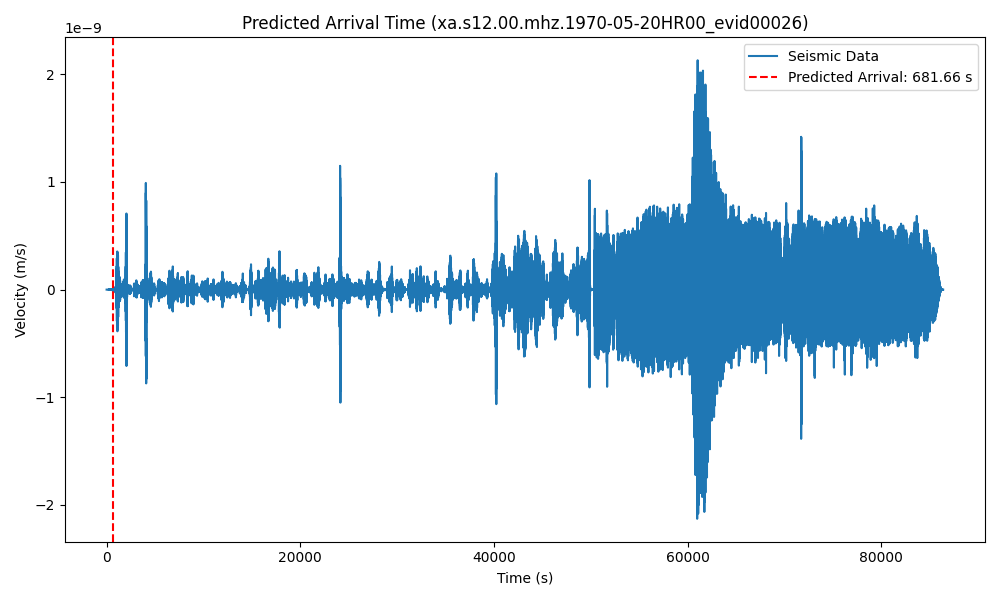 Predicted Arrival Time (xa.s12.00.mhz.1970-05-20HR00_evid00026)
1e−9
Seismic Data
Predicted Arrival: 681.66 s
2
1
0
−1
−2
Velocity (m/s)
0
20000
40000
60000
80000
Time (s)